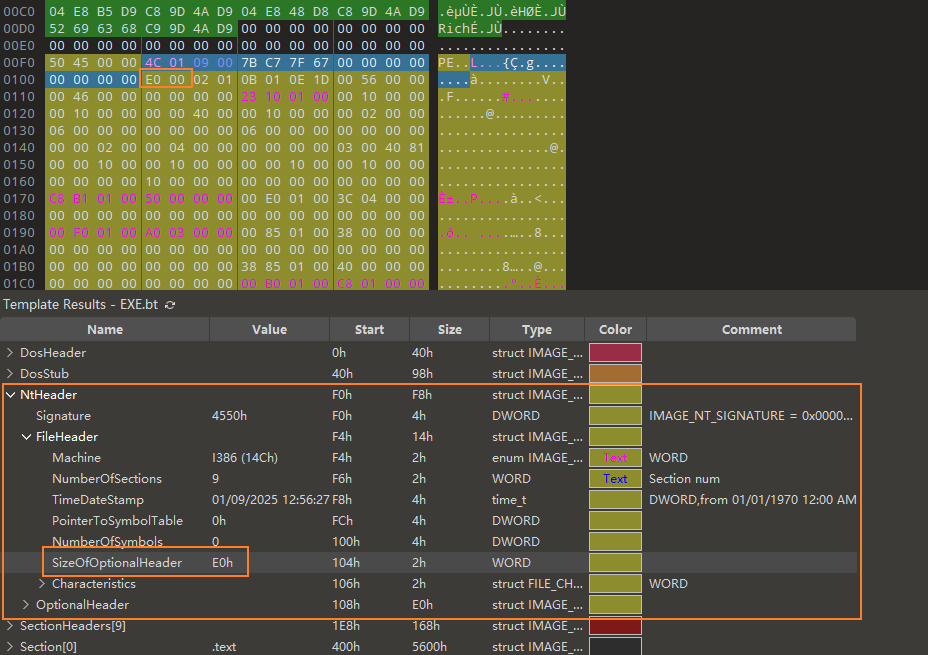 00C0 04 E8 B5 D9 C8 9D 4A D9 04 E8 48 D8 C8 9D 4A D9 .èµÙÈ.JÙ.èHØÈ.JÙ
00D0 52 69 63 68 C9 9D 4A D9 00 00 00 00 00 00 00 00 RichÉ.JÙ........
00E0 00 00 00 00 00 00 00 00 00 00 00 00 00 00 00 00 ................
00F0 50 45 00 00 4C 01 09 00 7B C7 7F 67 00 00 00 00 PE..L...{Ç.g....
0100 00 00 00 00 E0 00 02 01 0B 01 0E 1D 00 56 00 00 ....à........V..
0110 00 46 00 00 00 00 00 00 23 10 01 00 00 10 00 00 .F......#.......
0120 00 10 00 00 00 00 40 00 00 10 00 00 00 02 00 00 ......@.........
0130 06 00 00 00 00 00 00 00 06 00 00 00 00 00 00 00 ................
0140 00 00 02 00 00 04 00 00 00 00 00 00 03 00 40 81 ..............@.
0150 00 00 10 00 00 10 00 00 00 00 10 00 00 10 00 00 ................
0160 00 00 00 00 10 00 00 00 00 00 00 00 00 00 00 00 ................
0170 C8 B1 01 00 50 00 00 00 00 E0 01 00 3C 04 00 00 È±..P....à..<...
0180 00 00 00 00 00 00 00 00 00 00 00 00 00 00 00 00 ................
0190 00 F0 01 00 A0 03 00 00 00 85 01 00 38 00 00 00 .ð.. ....…..8...
01A0 00 00 00 00 00 00 00 00 00 00 00 00 00 00 00 00 ................
01B0 00 00 00 00 00 00 00 00 38 85 01 00 40 00 00 00 ........8…..@...
01C0 00 00 00 00 00 00 00 00 00 B0 01 00 C8 01 00 00 .........°..È...
Template Results - EXE.bt
Name Value Start Size Type Color Comment
DosHeader 0h 40h struct IMAGE_...
DosStub 40h 98h struct IMAGE_...
NtHeader F0h F8h struct IMAGE_...
Signature 4550h F0h 4h DWORD IMAGE_NT_SIGNATURE = 0x0000...
FileHeader F4h 14h struct IMAGE_...
Machine I386 (14Ch) F4h 2h enum IMAGE_... Text WORD
NumberOfSections 9 F6h 2h WORD Text Section num
TimeDateStamp 01/09/2025 12:56:27 F8h 4h time_t DWORD,from 01/01/1970 12:00 AM
PointerToSymbolTable 0h FCh 4h DWORD
NumberOfSymbols 0 100h 4h DWORD
SizeOfOptionalHeader E0h 104h 2h WORD
Characteristics 106h 2h struct FILE_CH... WORD
OptionalHeader 108h E0h struct IMAGE_...
SectionHeaders[9] 1E8h 168h struct IMAGE_...
Section[0] .text 400h 5600h struct IMAGE_...